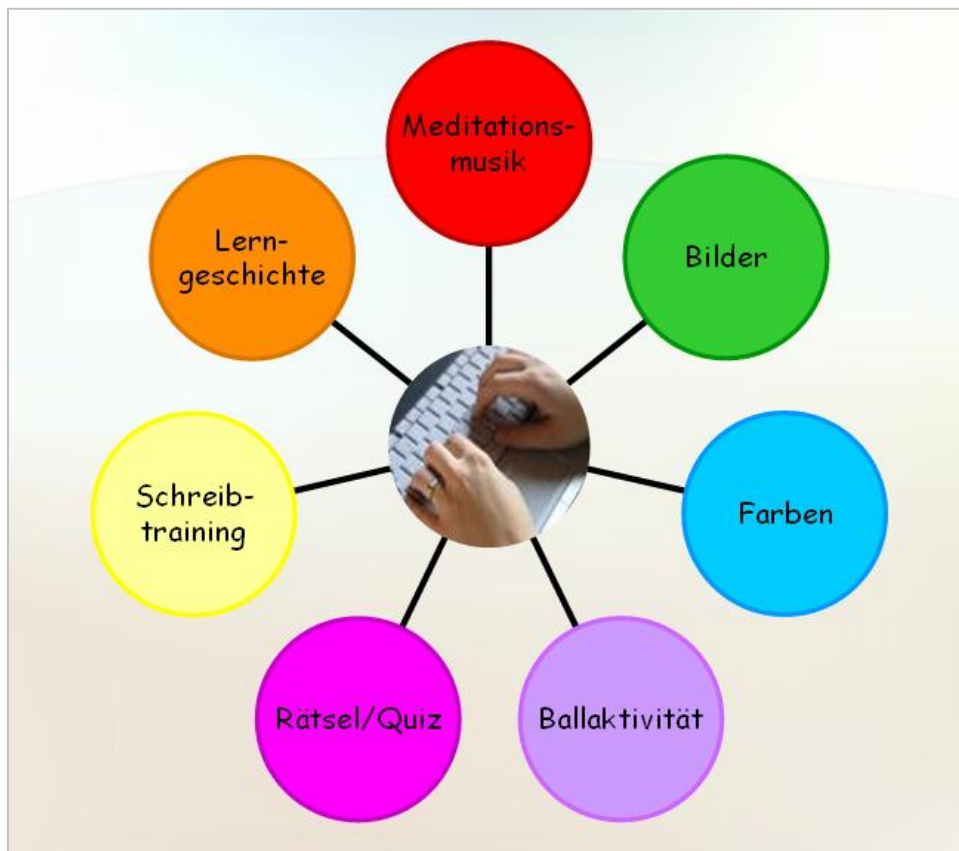 Meditations-
musik
Bilder
Farben
Ballaktivität
Rätsel/Quiz
Schreib-
training
Lern-
geschichte